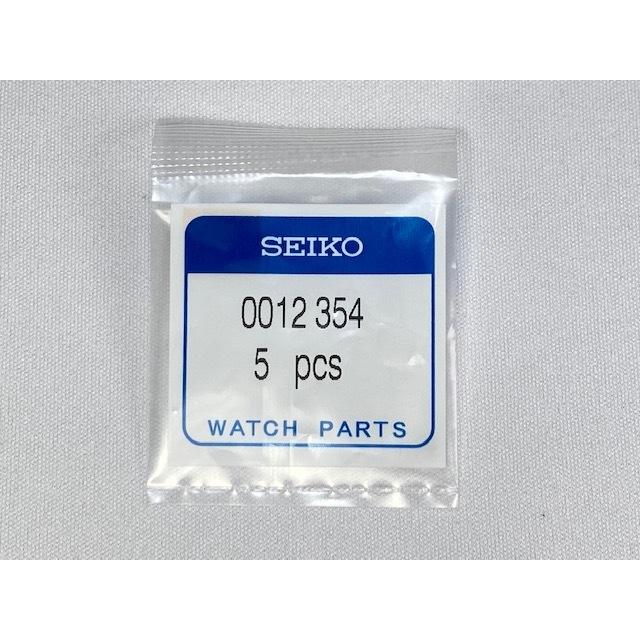 SEIKO
0012 354
5 pcs
WATCH PARTS